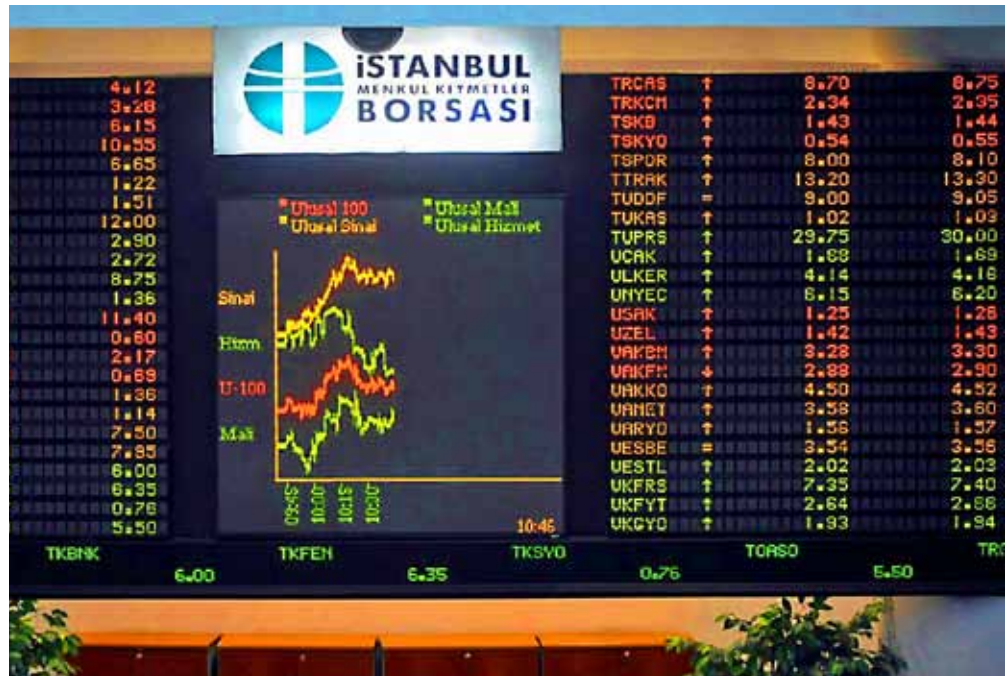 iSTANBUL
MENKUL KIYMETLER
BORSASI
4.12
3.28
6.15
10.55
6.65
1.22
1.51
12.00
2.90
2.72
8.75
1.36
11.40
0.60
2.17
0.69
1.36
1.14
7.50
7.85
6.00
6.35
0.76
5.50
Ulusal 100
Ulusal Mali
Ulusal Sinai
Ulusal Hizmet
Sinai
Hizm
U-100
Mali
09:45
10:00
10:15
10:30
10:46
TRCAS ↑ 8.70 8.75
TRKCM ↑ 2.34 2.35
TSKB ↑ 1.43 1.44
TSKYO ↑ 0.54 0.55
TSPOR ↑ 8.00 8.10
TTRAK ↑ 13.20 13.30
TUDDF = 9.00 9.05
TUKAS ↑ 1.02 1.03
TUPRS ↑ 29.75 30.00
UCAK ↑ 1.68 1.69
ULKER ↑ 4.14 4.16
UNYEC ↑ 6.15 6.20
USAK ↑ 1.25 1.26
UZEL ↑ 1.42 1.43
VAKBN ↑ 3.28 3.30
VAKFN ↓ 2.88 2.90
VAKKO ↑ 4.50 4.52
VANET ↑ 3.58 3.60
VARYO ↑ 1.56 1.57
VESBE = 3.54 3.56
VESTL ↑ 2.02 2.03
VKFRS ↑ 7.35 7.40
VKFYT ↑ 2.64 2.66
VKGYO ↑ 1.93 1.94
TKBNK TKFEN TKSYO TOASO
6.00 6.35 0.76 5.50